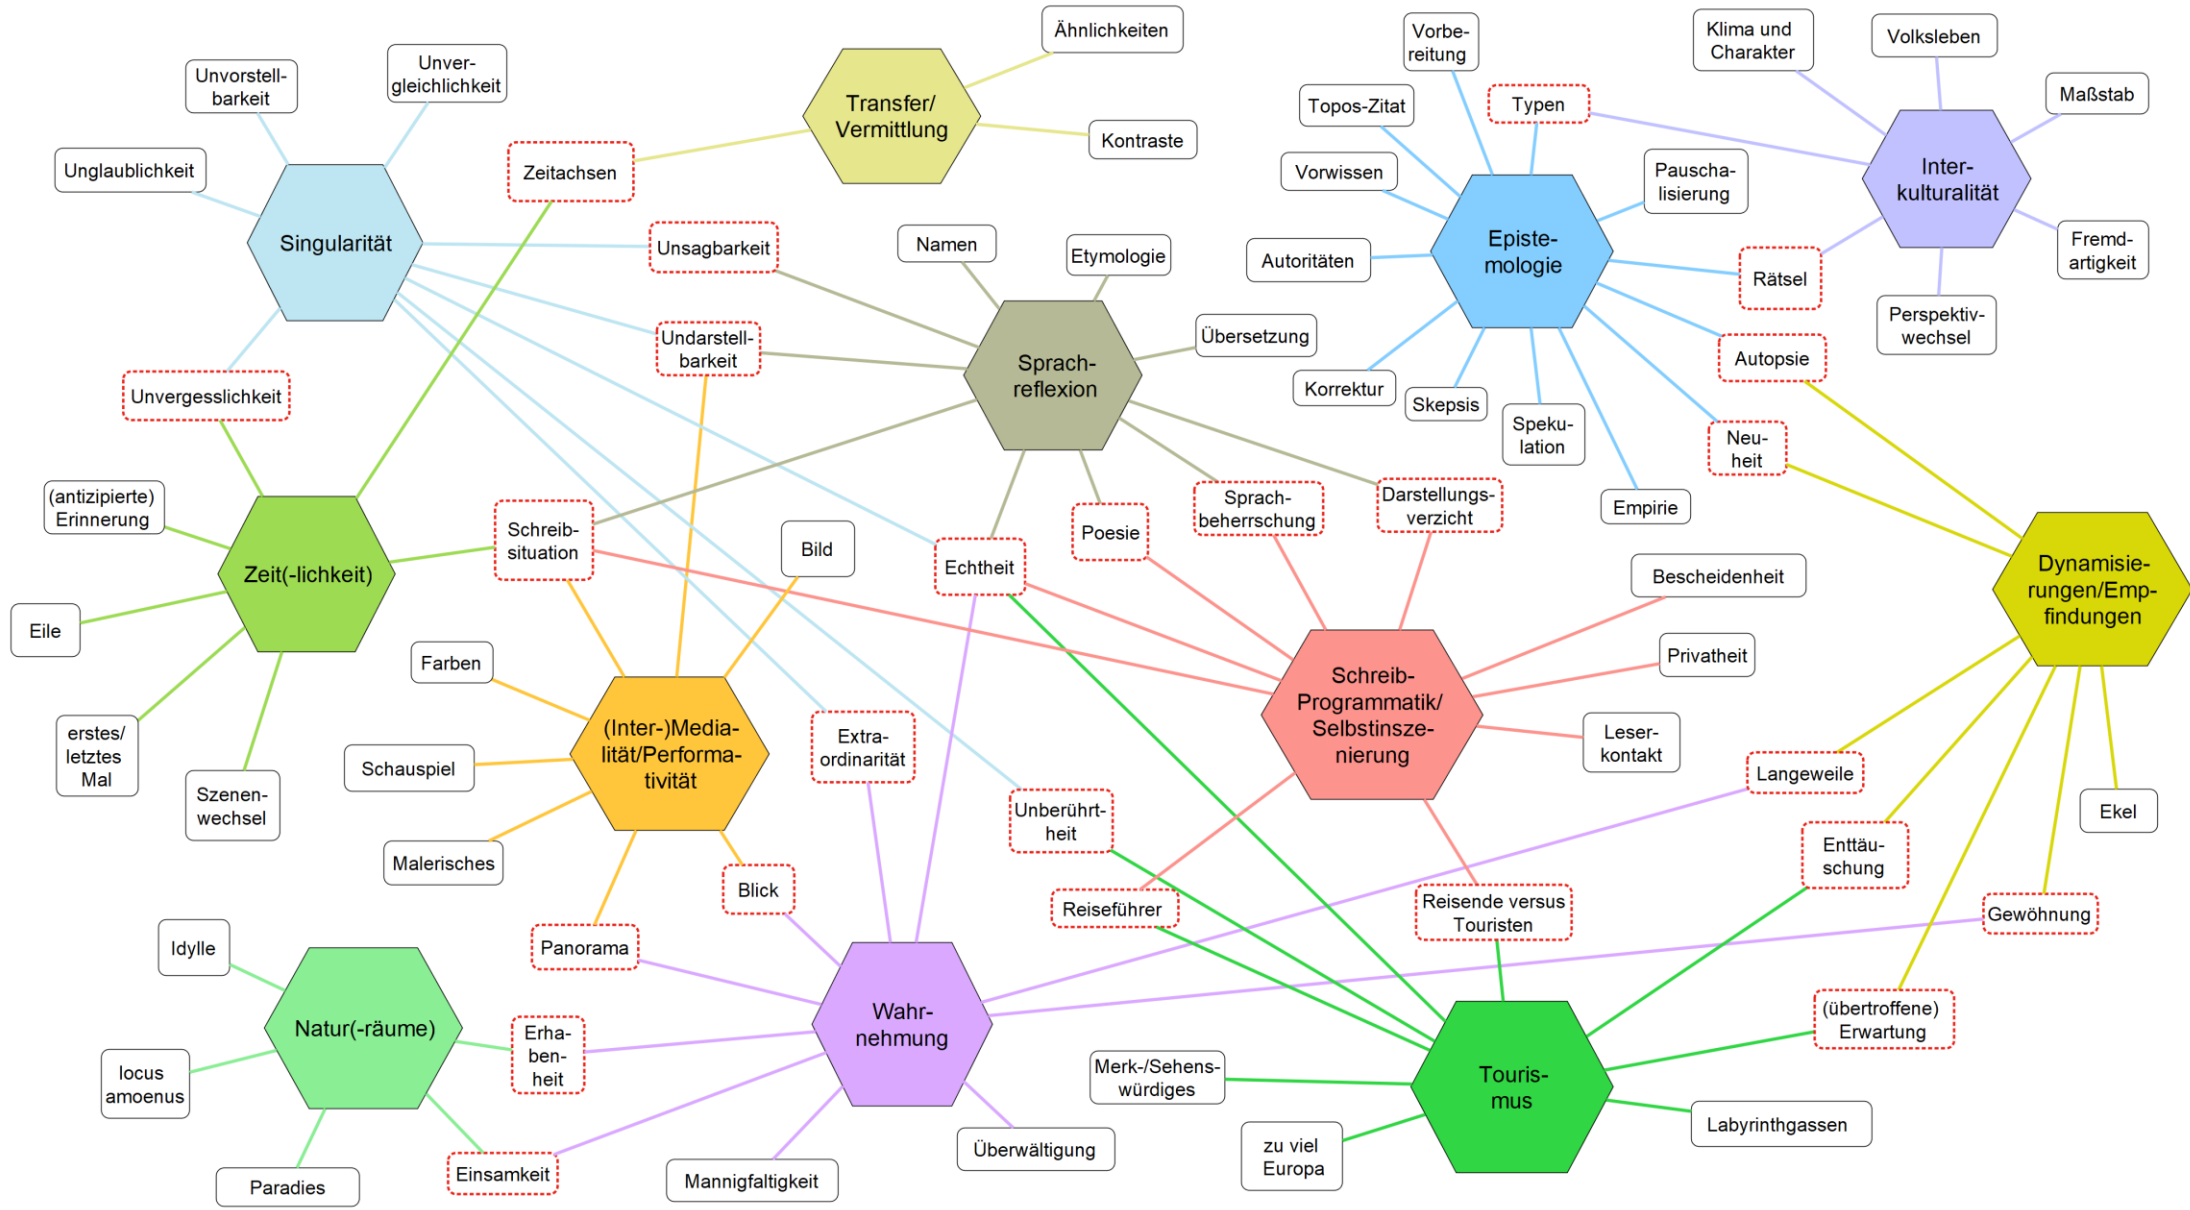 Ähnlichkeiten
Unvorstell-
barkeit
Unver-
gleichlichkeit
Transfer/
Vermittlung
Kontraste
Unglaublichkeit
Zeitachsen
Singularität
Unsagbarkeit
Undarstell-
barkeit
Unvergesslichkeit
Vorbe-
reitung
Topos-Zitat
Typen
Vorwissen
Pauscha-
lisierung
Autoritäten
Episte-
mologie
Rätsel
Autopsie
Korrektur
Skepsis
Speku-
lation
Neu-
heit
Empirie
Klima und
Charakter
Volksleben
Maßstab
Inter-
kulturalität
Fremd-
artigkeit
Perspektiv-
wechsel
Namen
Etymologie
Übersetzung
Sprach-
reflexion
Sprach-
beherrschung
Darstellungs-
verzicht
Poesie
Echtheit
(antizipierte)
Erinnerung
Schreib-
situation
Zeit(-lichkeit)
Eile
erstes/
letztes
Mal
Szenen-
wechsel
Bild
Farben
(Inter-)Media-
lität/Performa-
tivität
Schauspiel
Malerisches
Blick
Panorama
Extra-
ordinarität
Unberührt-
heit
Bescheidenheit
Privatheit
Schreib-
Programmatik/
Selbstinsze-
nierung
Leser-
kontakt
Reiseführer
Reisende versus
Touristen
Dynamisie-
rungen/Emp-
findungen
Langeweile
Ekel
Enttäu-
schung
Gewöhnung
(übertroffene)
Erwartung
Idylle
Natur(-räume)
Erha-
ben-
heit
locus
amoenus
Paradies
Einsamkeit
Wahr-
nehmung
Mannigfaltigkeit
Überwältigung
Merk-/Sehens-
würdiges
Touris-
mus
zu viel
Europa
Labyrinthgassen